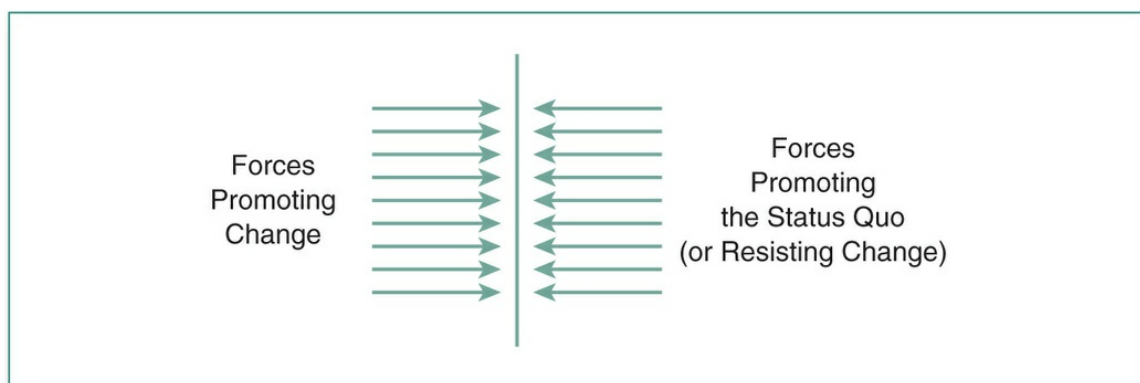 Forces
Promoting
Change
Forces
Promoting
the Status Quo
(or Resisting Change)